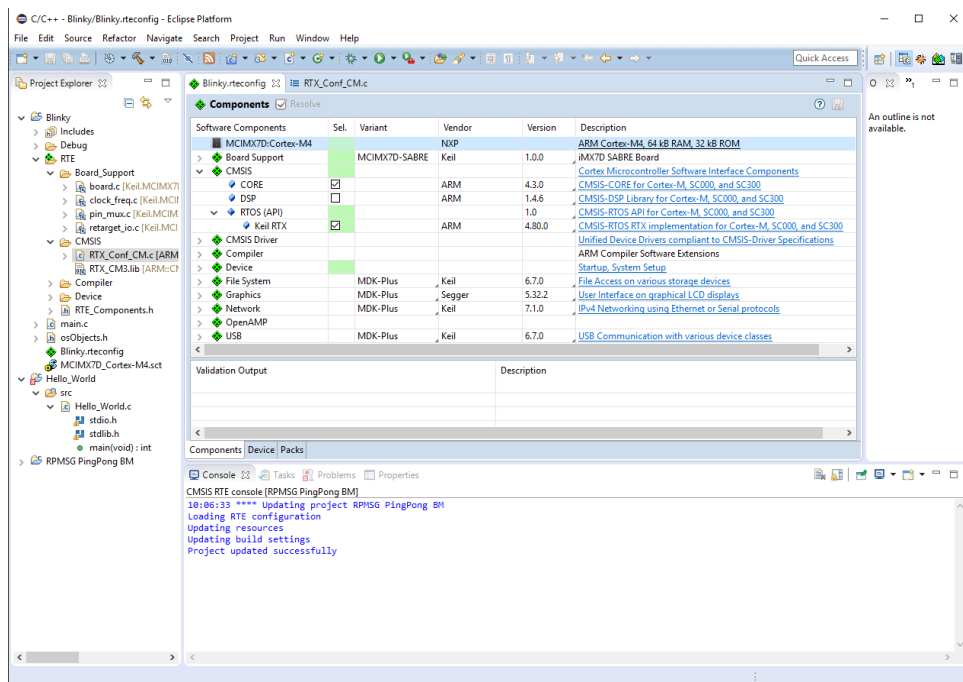 C/C++ - Blinky/Blinky.rteconfig - Eclipse Platform
File Edit Source Refactor Navigate Search Project Run Window Help
Quick Access
Project Explorer
Blinky
Includes
Debug
RTE
Board_Support
board.c [Keil.MCIMX7I
clock_freq.c [Keil.MCII
pin_mux.c [Keil.MCIM
retarget_io.c [Keil.MCI
CMSIS
RTX_Conf_CM.c [ARM
RTX_CM3.lib [ARM::CI
Compiler
Device
RTE_Components.h
main.c
osObjects.h
Blinky.rteconfig
MCIMX7D_Cortex-M4.sct
Hello_World
src
Hello_World.c
stdio.h
stdlib.h
main(void) : int
RPMSG PingPong BM
Blinky.rteconfig RTX_Conf_CM.c
Components Resolve
Software Components Sel. Variant Vendor Version Description
MCIMX7D:Cortex-M4 NXP ARM Cortex-M4, 64 kB RAM, 32 kB ROM
Board Support MCIMX7D-SABRE Keil 1.0.0 iMX7D SABRE Board
CMSIS Cortex Microcontroller Software Interface Components
CORE ARM 4.3.0 CMSIS-CORE for Cortex-M, SC000, and SC300
DSP ARM 1.4.6 CMSIS-DSP Library for Cortex-M, SC000, and SC300
RTOS (API) 1.0 CMSIS-RTOS API for Cortex-M, SC000, and SC300
Keil RTX ARM 4.80.0 CMSIS-RTOS RTX implementation for Cortex-M, SC000, and SC300
CMSIS Driver Unified Device Drivers compliant to CMSIS-Driver Specifications
Compiler ARM Compiler Software Extensions
Device Startup, System Setup
File System MDK-Plus Keil 6.7.0 File Access on various storage devices
Graphics MDK-Plus Segger 5.32.2 User Interface on graphical LCD displays
Network MDK-Plus Keil 7.1.0 IPv4 Networking using Ethernet or Serial protocols
OpenAMP
USB MDK-Plus Keil 6.7.0 USB Communication with various device classes
Validation Output Description
Components Device Packs
An outline is not
available.
Console Tasks Problems Properties
CMSIS RTE console [RPMSG PingPong BM]
10:06:33 **** Updating project RPMSG PingPong BM
Loading RTE configuration
Updating resources
Updating build settings
Project updated successfully